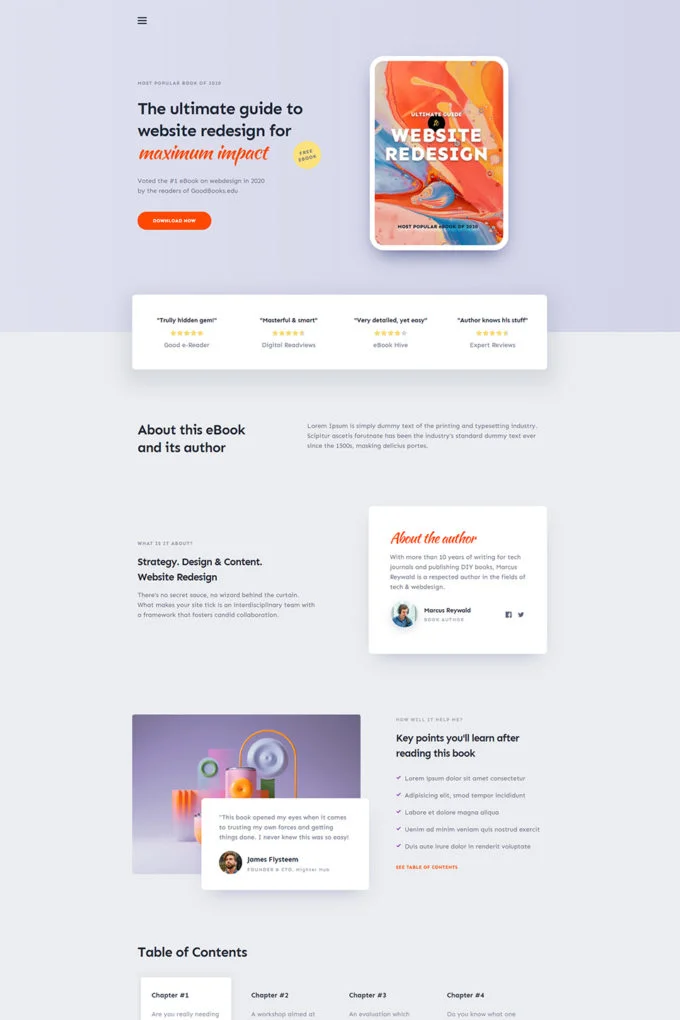 MOST POPULAR BOOK OF 2020
The ultimate guide to
website redesign for
maximum impact
FREE
EBOOK
Voted the #1 eBook on webdesign in 2020
by the readers of GoodBooks.edu
DOWNLOAD NOW
ULTIMATE GUIDE
to
WEBSITE
REDESIGN
MOST POPULAR eBOOK OF 2020
"Trully hidden gem!"
Good e-Reader
"Masterful & smart"
Digital Readviews
"Very detailed, yet easy"
eBook Hive
"Author knows his stuff"
Expert Reviews
About this eBook
and its author
Lorem Ipsum is simply dummy text of the printing and typesetting industry.
Scipitur ascetis forutnate has been the industry's standard dummy text ever
since the 1500s, masking delicius portes.
WHAT IS IT ABOUT?
Strategy. Design & Content.
Website Redesign
There's no secret sauce, no wizard behind the curtain.
What makes your site tick is an interdisciplinary team with
a framework that fosters candid collaboration.
About the author
With more than 10 years of writing for tech
journals and publishing DIY books, Marcus
Reywald is a respected author in the fields of
tech & webdesign.
Marcus Reywald
BOOK AUTHOR
"This book opened my eyes when it comes
to trusting my own forces and getting
things done. I never knew this was so easy!
James Flysteem
FOUNDER & CTO, Mighter Hub
HOW WILL IT HELP ME?
Key points you'll learn after
reading this book
Lorem ipsum dolor sit amet consectetur
Adipisicing elit, smod tempor incididunt
Labore et dolore magna aliqua
Uenim ad minim veniam quis nostrud exercit
Duis aute irure dolor in renderit voluptate
SEE TABLE OF CONTENTS
Table of Contents
Chapter #1
Are you really needing
Chapter #2
A workshop aimed at
Chapter #3
An evaluation which
Chapter #4
Do you know what one